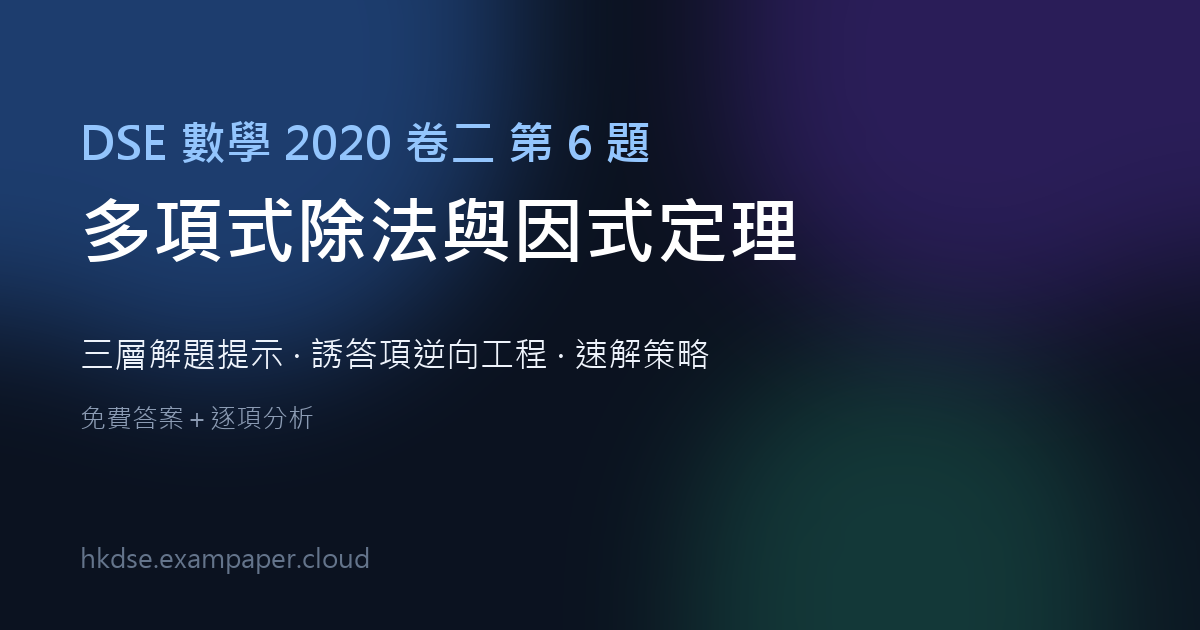 DSE 數學 2020 卷二 第 6 題
多項式除法與因式定理
三層解題提示 · 誘答項逆向工程 · 速解策略
免費答案 + 逐項分析
hkdse.exampaper.cloud